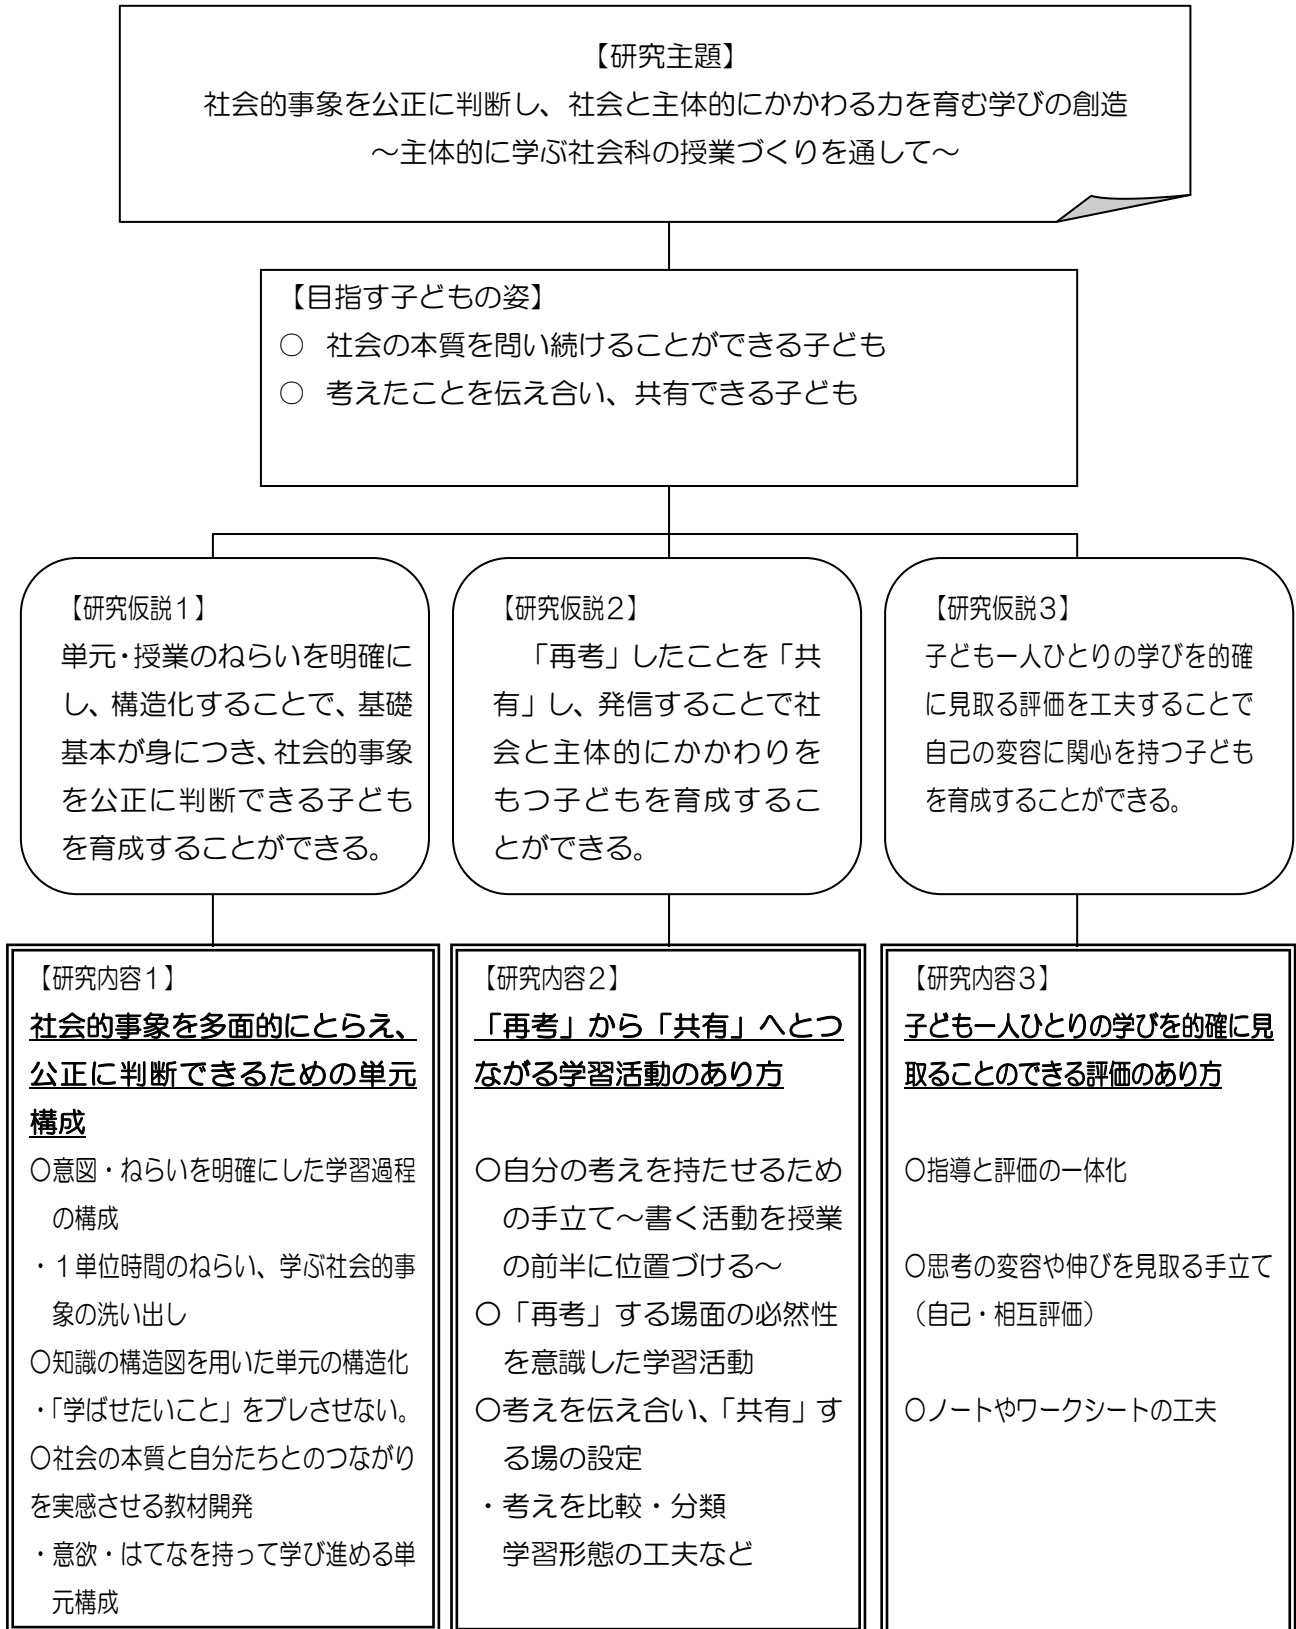 【研究主題】
社会的事象を公正に判断し、社会と主体的にかかわる力を育む学びの創造
～主体的に学ぶ社会科の授業づくりを通して～
【目指す子どもの姿】
○ 社会の本質を問い続けることができる子ども
○ 考えたことを伝え合い、共有できる子ども
【研究仮説１】
単元・授業のねらいを明確に
し、構造化することで、基礎
基本が身につき、社会的事象
を公正に判断できる子ども
を育成することができる。
【研究仮説２】
「再考」したことを「共
有」し、発信することで社
会と主体的にかかわりを
もつ子どもを育成するこ
とができる。
【研究仮説３】
子ども一人ひとりの学びを的確
に見取る評価を工夫することで
自己の変容に関心を持つ子ども
を育成することができる。
【研究内容１】
社会的事象を多面的にとらえ、
公正に判断できるための単元
構成
○意図・ねらいを明確にした学習過程
の構成
・１単位時間のねらい、学ぶ社会的事
象の洗い出し
○知識の構造図を用いた単元の構造化
・「学ばせたいこと」をブレさせない。
○社会の本質と自分たちとのつながり
を実感させる教材開発
・意欲・はてなを持って学び進める単
元構成
【研究内容２】
「再考」から「共有」へとつ
ながる学習活動のあり方
○自分の考えを持たせるため
の手立て～書く活動を授業
の前半に位置づける～
○「再考」する場面の必然性
を意識した学習活動
○考えを伝え合い、「共有」す
る場の設定
・考えを比較・分類
学習形態の工夫など
【研究内容３】
子ども一人ひとりの学びを的確に見
取ることのできる評価のあり方
○指導と評価の一体化
○思考の変容や伸びを見取る手立て
（自己・相互評価）
○ノートやワークシートの工夫